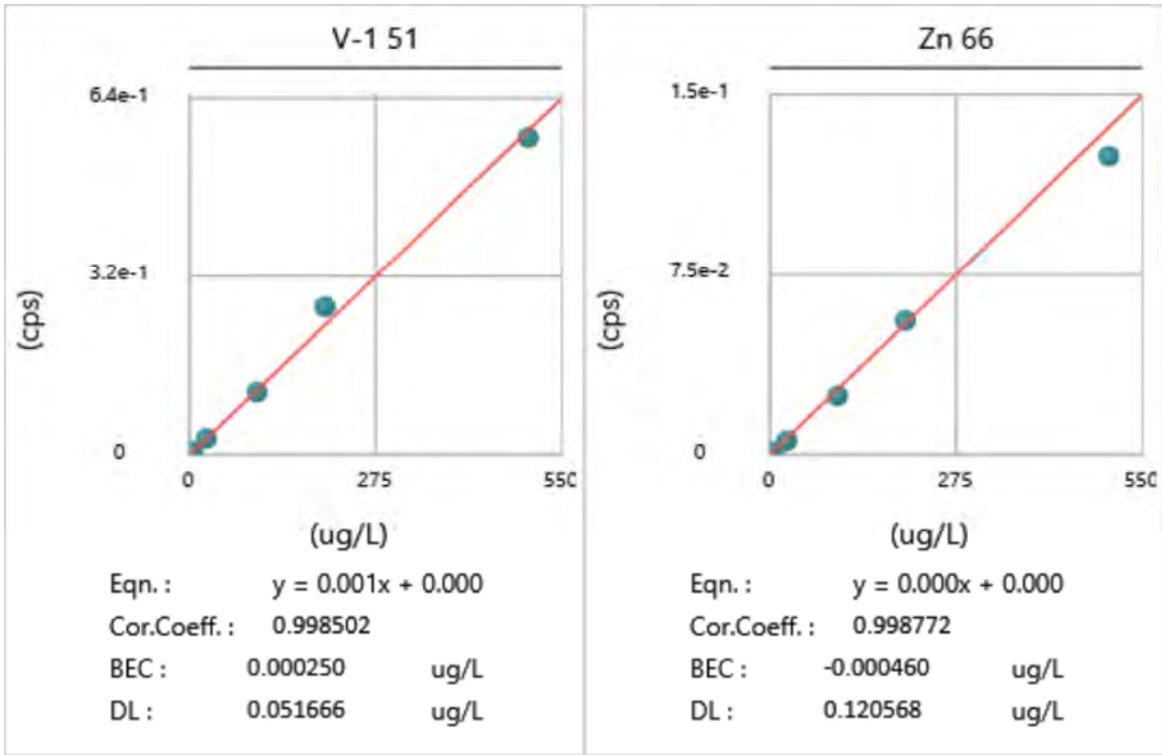 V-1 51
6.4e-1
3.2e-1
0
0 275 550
(cps)
(ug/L)
Eqn. : y = 0.001x + 0.000
Cor.Coeff. : 0.998502
BEC : 0.000250 ug/L
DL : 0.051666 ug/L
Zn 66
1.5e-1
7.5e-2
0
0 275 550
(cps)
(ug/L)
Eqn. : y = 0.000x + 0.000
Cor.Coeff. : 0.998772
BEC : -0.000460 ug/L
DL : 0.120568 ug/L